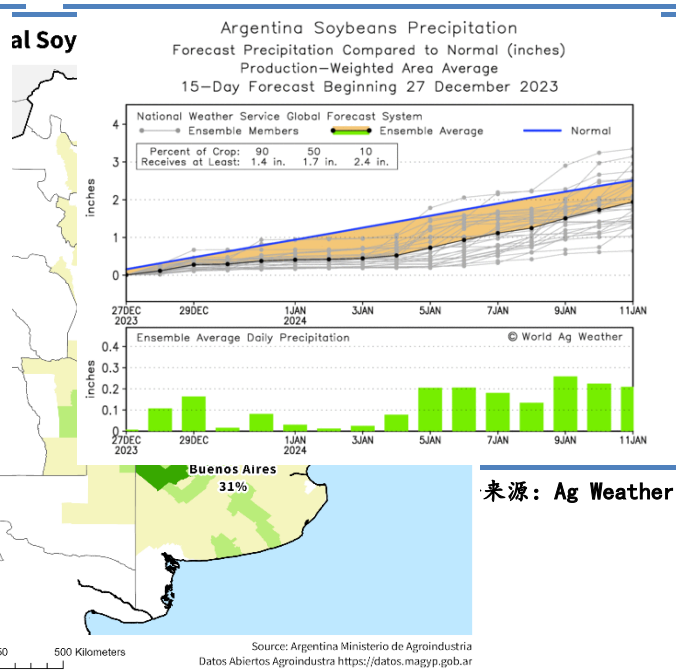 al Soy
Argentina Soybeans Precipitation
Forecast Precipitation Compared to Normal (inches)
Production-Weighted Area Average
15-Day Forecast Beginning 27 December 2023
National Weather Service Global Forecast System
Ensemble Members Ensemble Average Normal
Percent of Crop: 90 50 10
Receives at Least: 1.4 in. 1.7 in. 2.4 in.
inches
4
3
2
1
0
27DEC 29DEC 1JAN 3JAN 5JAN 7JAN 9JAN 11JAN
2023 2024
Ensemble Average Daily Precipitation © World Ag Weather
inches
0.4
0.3
0.2
0.1
0
27DEC 29DEC 1JAN 3JAN 5JAN 7JAN 9JAN 11JAN
2023 2024
Buenos Aires
31%
来源: Ag Weather
50 500 Kilometers
Source: Argentina Ministerio de Agroindustria
Datos Abiertos Agroindustra https://datos.magyp.gob.ar